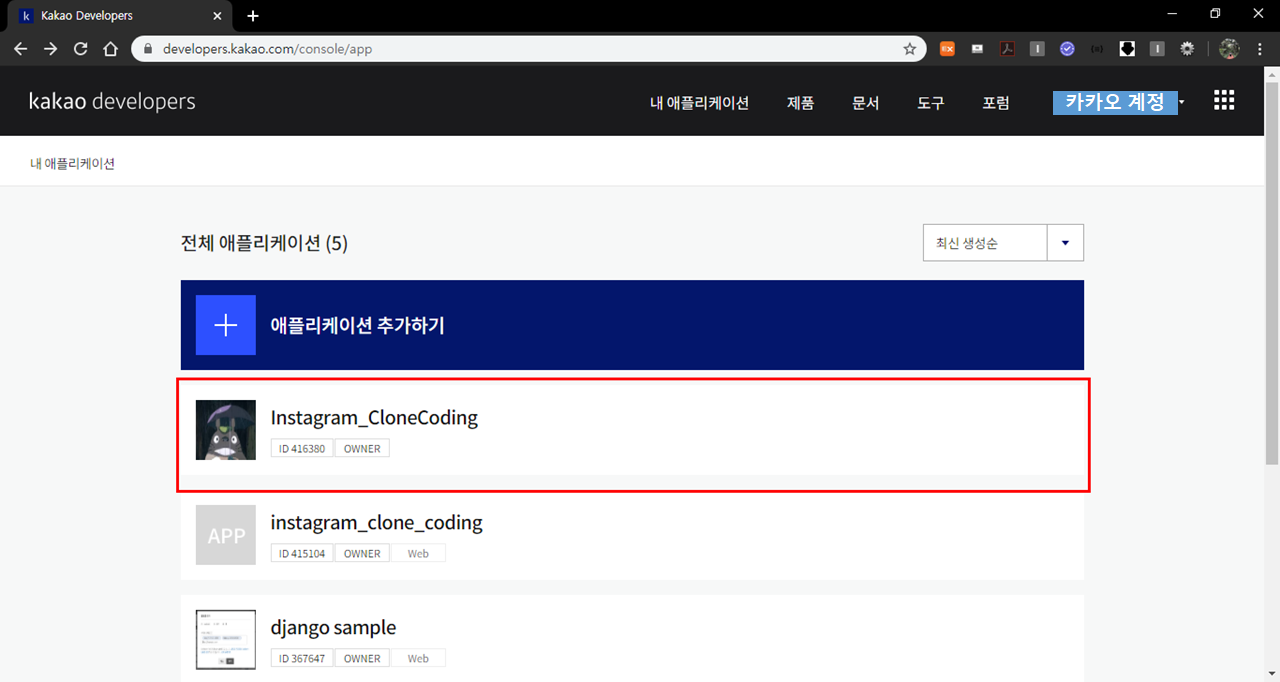 Kakao Developers
developers.kakao.com/console/app
kakao developers
내 애플리케이션 제품 문서 도구 포럼 카카오 계정
내 애플리케이션
전체 애플리케이션 (5)
최신 생성순
애플리케이션 추가하기
Instagram_CloneCoding
ID 416380 OWNER
APP
instagram_clone_coding
ID 415104 OWNER Web
django sample
ID 367647 OWNER Web